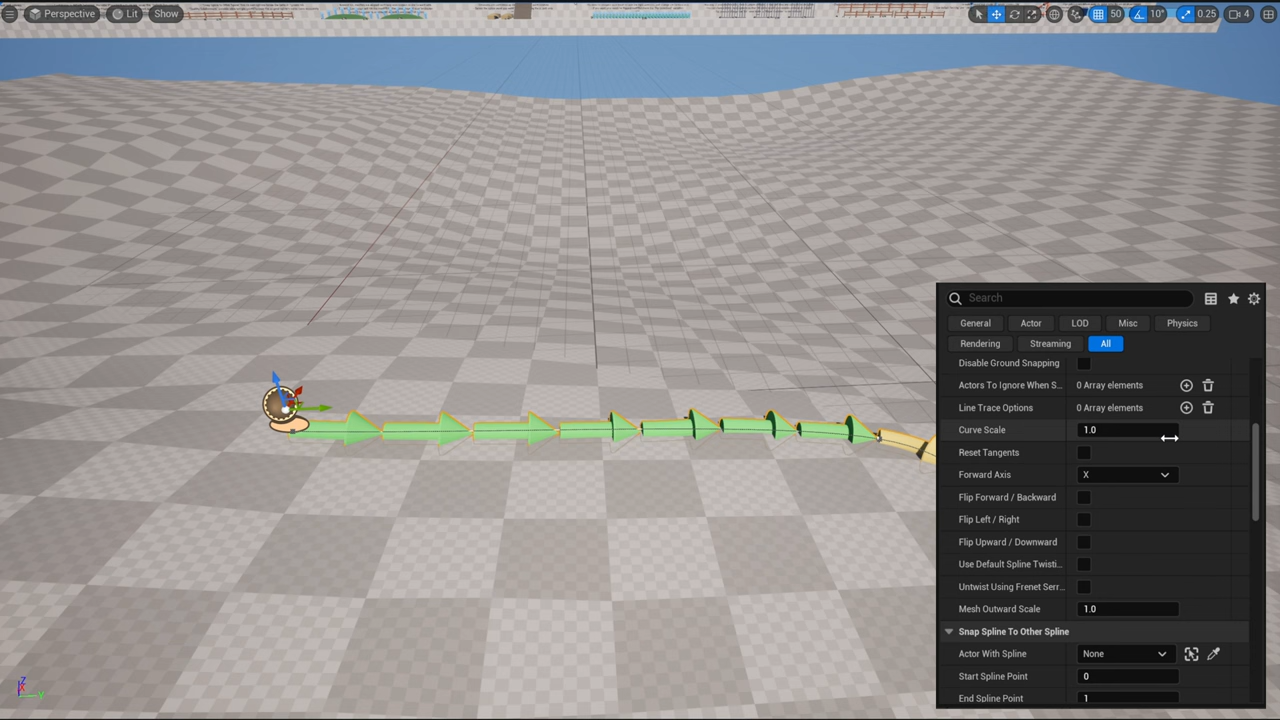 Perspective Lit Show 50 10° 0.25 4
Search
General Actor LOD Misc Physics
Rendering Streaming All
Disable Ground Snapping
Actors To Ignore When S... 0 Array elements
Line Trace Options 0 Array elements
Curve Scale 1.0
Reset Tangents
Forward Axis X
Flip Forward / Backward
Flip Left / Right
Flip Upward / Downward
Use Default Spline Twisti...
Untwist Using Frenet Serr...
Mesh Outward Scale 1.0
Snap Spline To Other Spline
Actor With Spline None
Start Spline Point 0
End Spline Point 1
Z
X
Y